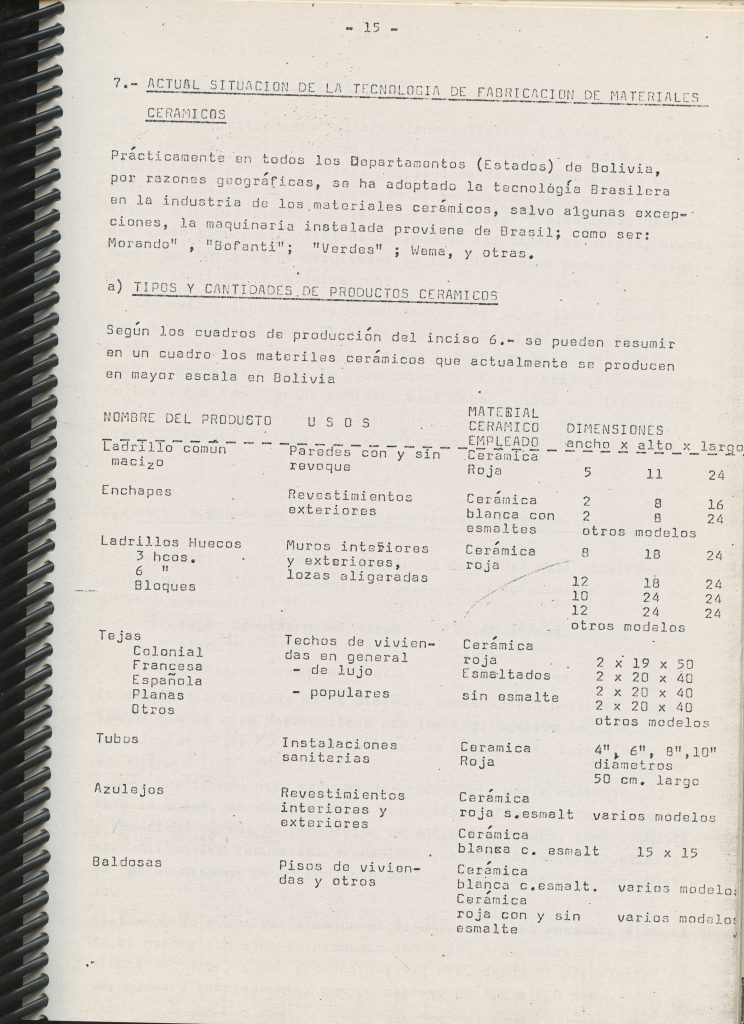 - 15 -
7.- ACTUAL SITUACION DE LA TECNOLOGIA DE FABRICACION DE MATERIALES
CERAMICOS
Prácticamente en todos los Departamentos (Estados) de Bolivia,
por razones geográficas, se ha adoptado la tecnología Brasilera
en la industria de los materiales cerámicos, salvo algunas excep-
ciones, la maquinaria instalada proviene de Brasil; como ser:
Morando" , "Bofanti"; "Verdes" ; Wema, y otras.
a) TIPOS Y CANTIDADES DE PRODUCTOS CERAMICOS
Según los cuadros de producción del inciso 6.- se pueden resumir
en un cuadro los materiles cerámicos que actualmente se producen
en mayor escala en Bolivia
MATERIAL
NOMBRE DEL PRODUCTO U S O S CERAMICO DIMENSIONES
EMPLEADO ancho x alto x largo
Ladrillo común Paredes con y sin Cerámica
macizo revoque Roja 5 11 24
Enchapes Revestimientos Cerámica 2 8 16
exteriores blanca con 2 8 24
esmaltes otros modelos
Ladrillos Huecos Muros interiores Cerámica 8 18 24
3 hcos. y exteriores, roja
6 " lozas aligeradas 12 18 24
Bloques 10 24 24
12 24 24
otros modelos
Tejas Techos de vivien- Cerámica
Colonial das en general roja 2 x 19 x 50
Francesa - de lujo Esmaltados 2 x 20 x 40
Española 2 x 20 x 40
Planas - populares sin esmalte 2 x 20 x 40
Otros otros modelos
Tubos Instalaciones Ceramica 4", 6", 8",10"
sanitarias Roja diámetros
50 cm. largo
Azulejos Revestimientos Cerámica
interiores y roja s.esmalt varios modelos
exteriores
Cerámica
blanca c. esmalt 15 x 15
Baldosas Pisos de vivien- Cerámica
das y otros blanca c.esmalt. varios modelos
Cerámica
roja con y sin varios modelos
esmalte